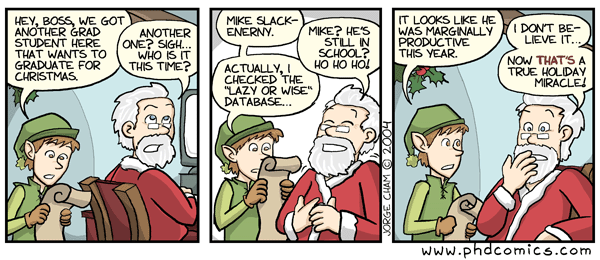 HEY, BOSS, WE GOT
ANOTHER GRAD
STUDENT HERE
THAT WANTS TO
GRADUATE FOR
CHRISTMAS.
ANOTHER
ONE? SIGH...
WHO IS IT
THIS TIME?
MIKE SLACK-
ENERNY.
MIKE? HE'S
STILL IN
SCHOOL?
HO HO HO!
ACTUALLY, I
CHECKED THE
"LAZY OR WISE"
DATABASE...
JORGE CHAM © 2004
IT LOOKS LIKE HE
WAS MARGINALLY
PRODUCTIVE
THIS YEAR.
I DON'T BE-
LIEVE IT...
NOW THAT'S A
TRUE HOLIDAY
MIRACLE!
www.phdcomics.com